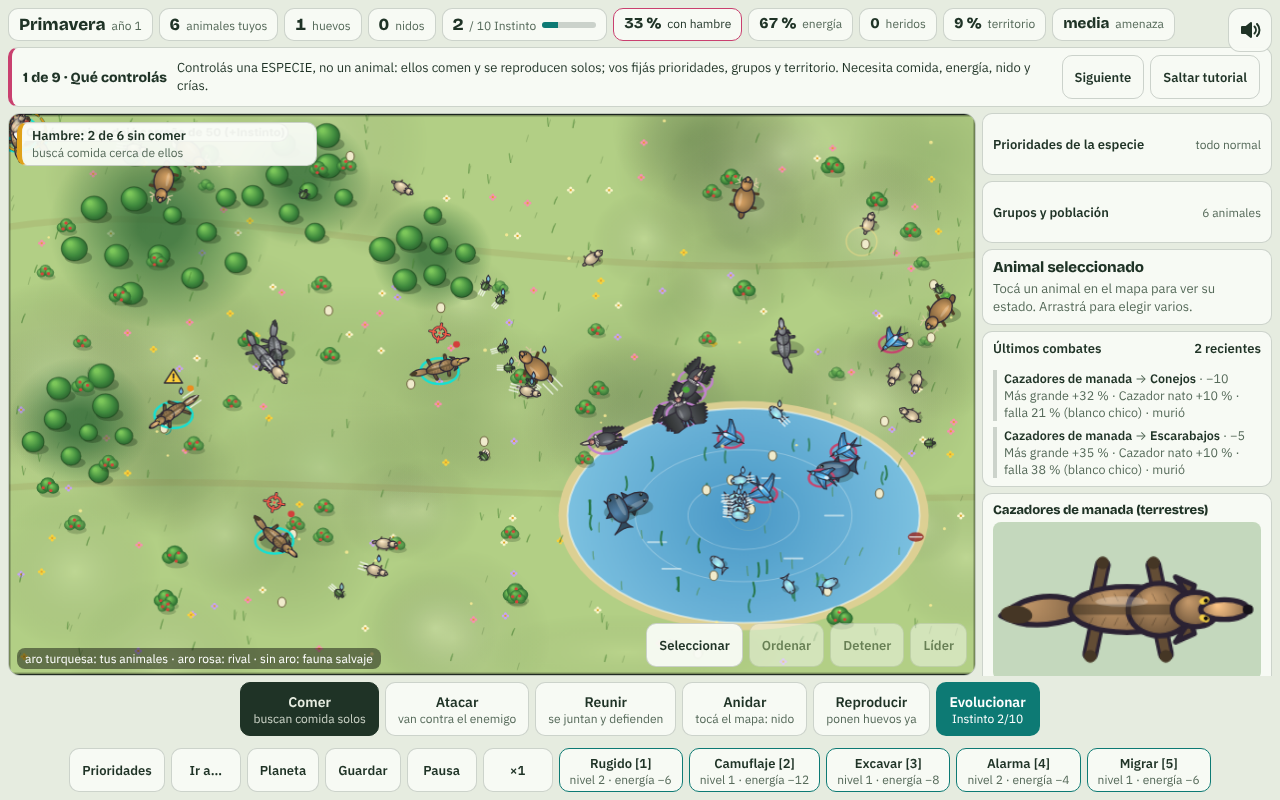 Primavera año 1
6 animales tuyos
1 huevos
0 nidos
2 / 10 Instinto
33 % con hambre
67 % energía
0 heridos
9 % territorio
media amenaza
1 de 9 · Qué controlás
Controlás una ESPECIE, no un animal: ellos comen y se reproducen solos; vos fijás prioridades, grupos y territorio. Necesita comida, energía, nido y
crías.
Siguiente
Saltar tutorial
Hambre: 2 de 6 sin comer
buscá comida cerca de ellos
Prioridades de la especie
todo normal
Grupos y población
6 animales
Animal seleccionado
Tocá un animal en el mapa para ver su
estado. Arrastrá para elegir varios.
Últimos combates
2 recientes
Cazadores de manada → Conejos · −10
Más grande +32 % · Cazador nato +10 % ·
falla 21 % (blanco chico) · murió
Cazadores de manada → Escarabajos · −5
Más grande +35 % · Cazador nato +10 % ·
falla 38 % (blanco chico) · murió
Cazadores de manada (terrestres)
Seleccionar
Ordenar
Detener
Líder
aro turquesa: tus animales · aro rosa: rival · sin aro: fauna salvaje
Comer
buscan comida solos
Atacar
van contra el enemigo
Reunir
se juntan y defienden
Anidar
tocá el mapa: nido
Reproducir
ponen huevos ya
Evolucionar
Instinto 2/10
Prioridades
Ir a...
Planeta
Guardar
Pausa
×1
Rugido [1]
nivel 2 · energía −6
Camuflaje [2]
nivel 1 · energía −12
Excavar [3]
nivel 1 · energía −8
Alarma [4]
nivel 2 · energía −4
Migrar [5]
nivel 1 · energía −6